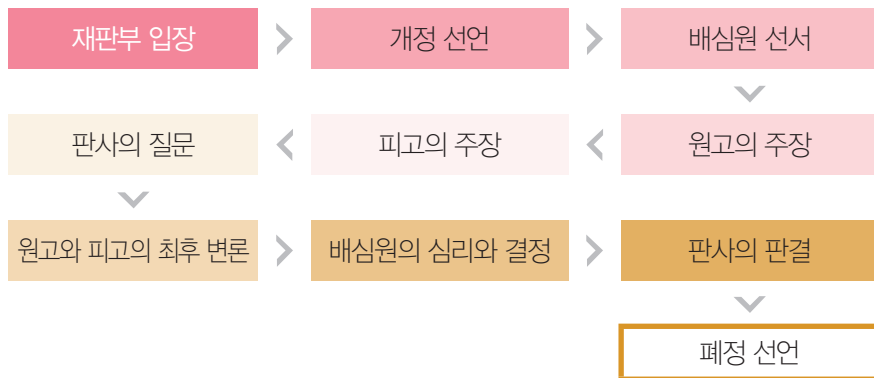 재판부 입장
개정 선언
배심원 선서
원고의 주장
피고의 주장
판사의 질문
원고와 피고의 최후 변론
배심원의 심리와 결정
판사의 판결
폐정 선언